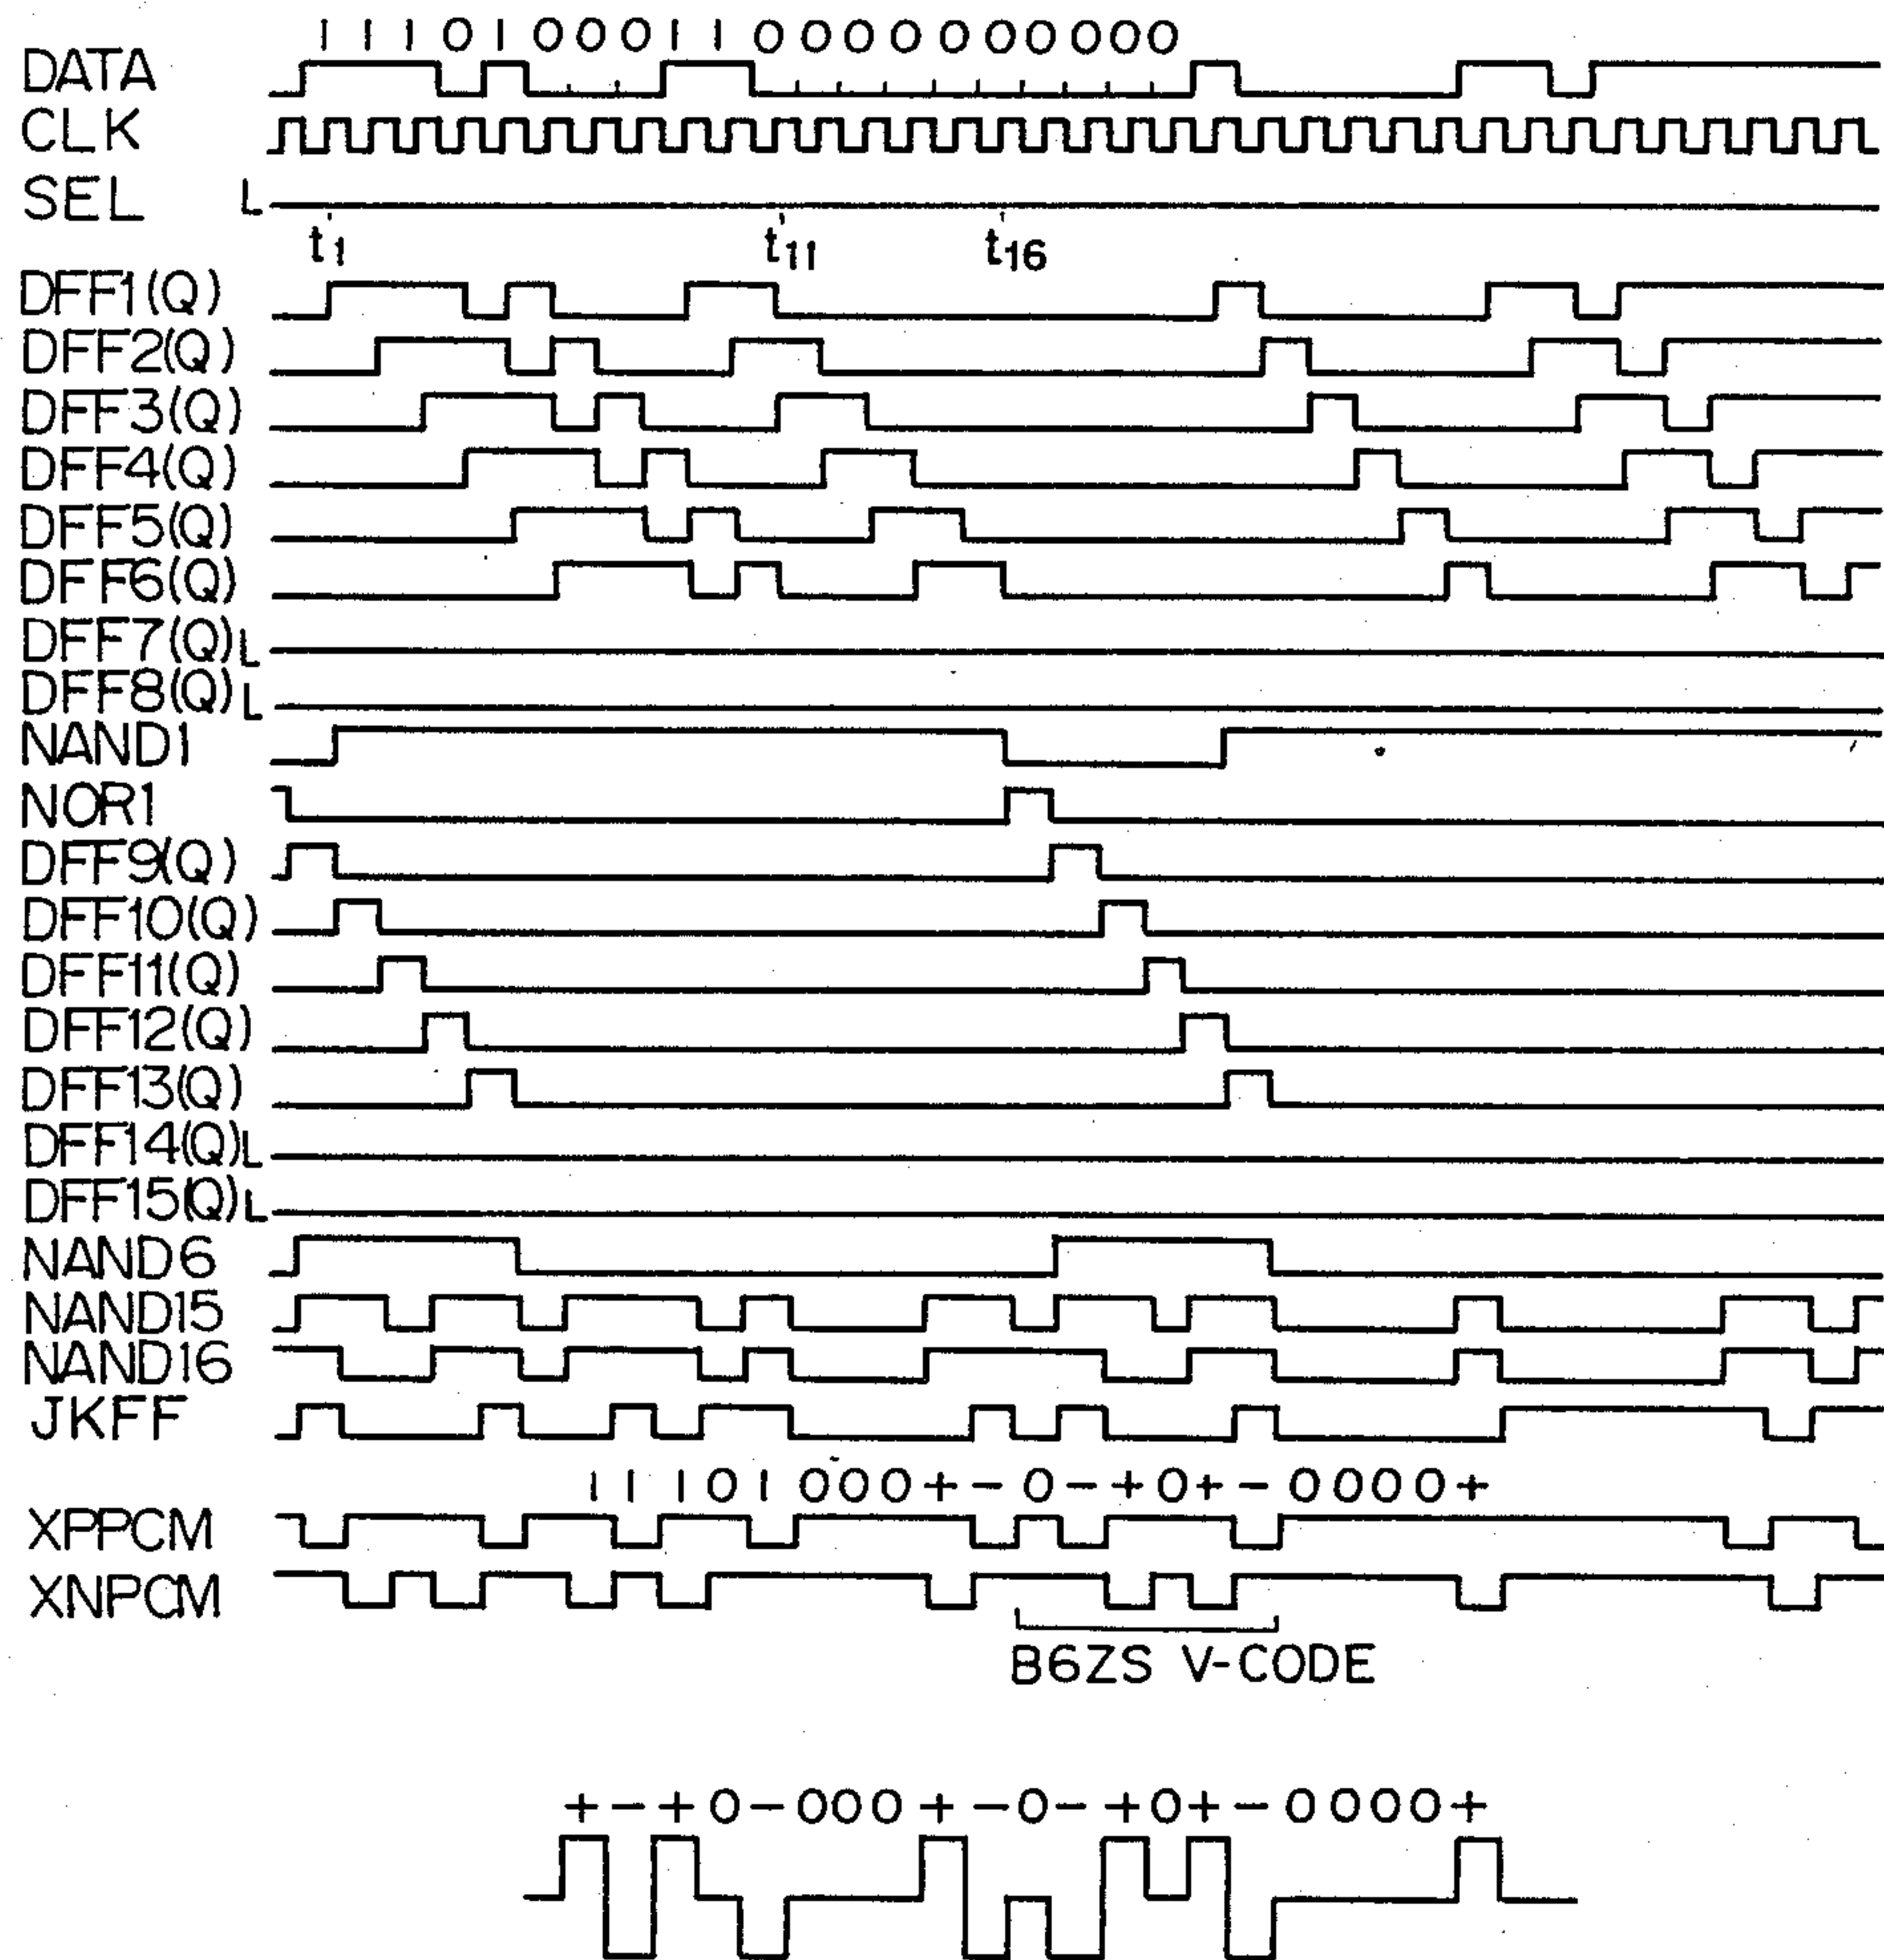 1 1 1 0 1 0 0 0 1 1 0 0 0 0 0 0 0 0 0 0
DATA
CLK
SEL L
t1 t11 t16
DFF1(Q)
DFF2(Q)
DFF3(Q)
DFF4(Q)
DFF5(Q)
DFF6(Q)
DFF7(Q) L
DFF8(Q) L
NAND1
NOR1
DFF9(Q)
DFF10(Q)
DFF11(Q)
DFF12(Q)
DFF13(Q)
DFF14(Q) L
DFF15(Q) L
NAND6
NAND15
NAND16
JKFF
1 1 1 0 1 0 0 0 + - 0 - + 0 + - 0 0 0 0 +
XPPCM
XNPCM
B6ZS V-CODE
+ - + 0 - 0 0 0 + - 0 - + 0 + - 0 0 0 0 +